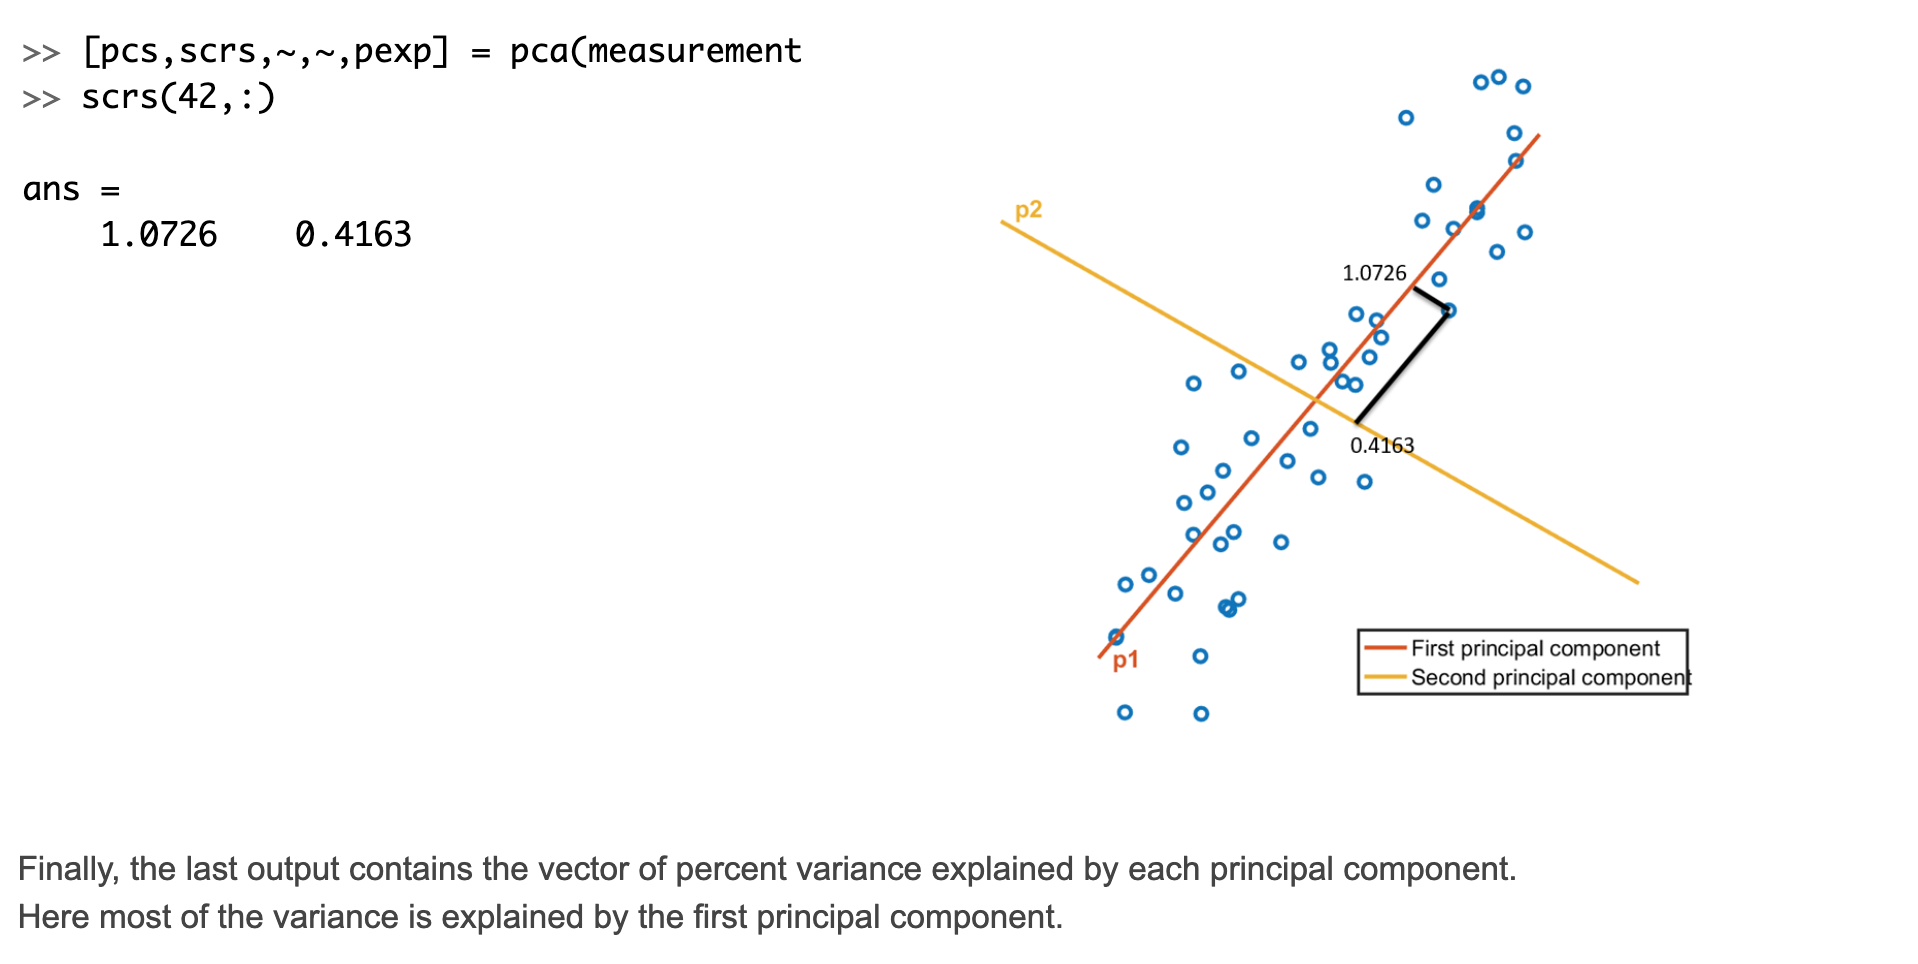 >> [pcs,scrs,~,~,pexp] = pca(measurement
>> scrs(42,:)
ans =
1.0726 0.4163
p2
1.0726
0.4163
p1
First principal component
Second principal component
Finally, the last output contains the vector of percent variance explained by each principal component.
Here most of the variance is explained by the first principal component.